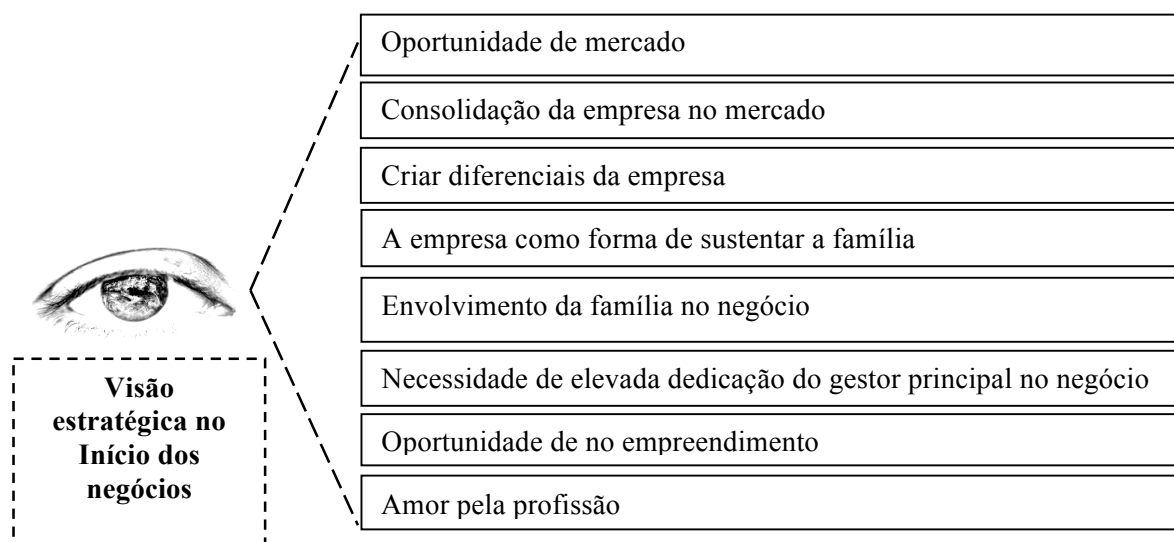 Oportunidade de mercado
Consolidação da empresa no mercado
Criar diferenciais da empresa
A empresa como forma de sustentar a família
Envolvimento da família no negócio
Necessidade de elevada dedicação do gestor principal no negócio
Oportunidade de no empreendimento
Amor pela profissão
Visão
estratégica no
Início dos
negócios